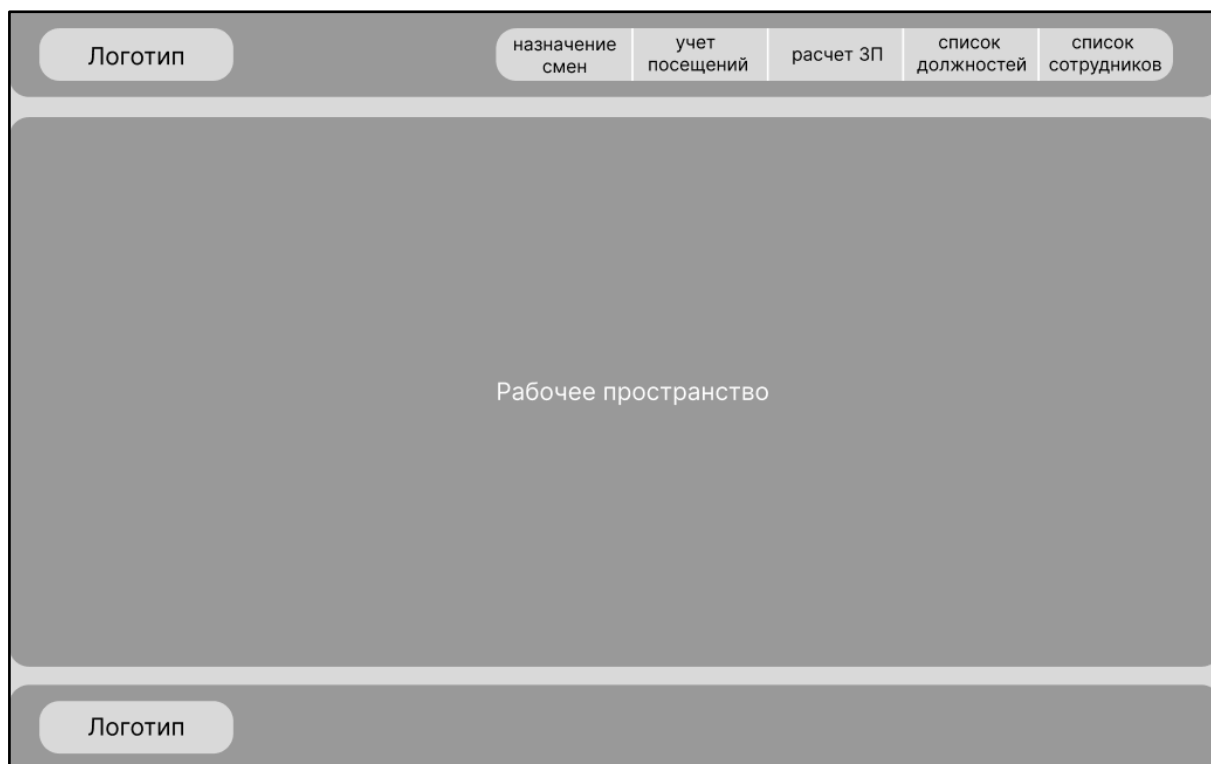 Логотип
назначение
смен
учет
посещений
расчет ЗП
список
должностей
список
сотрудников
Рабочее пространство
Логотип